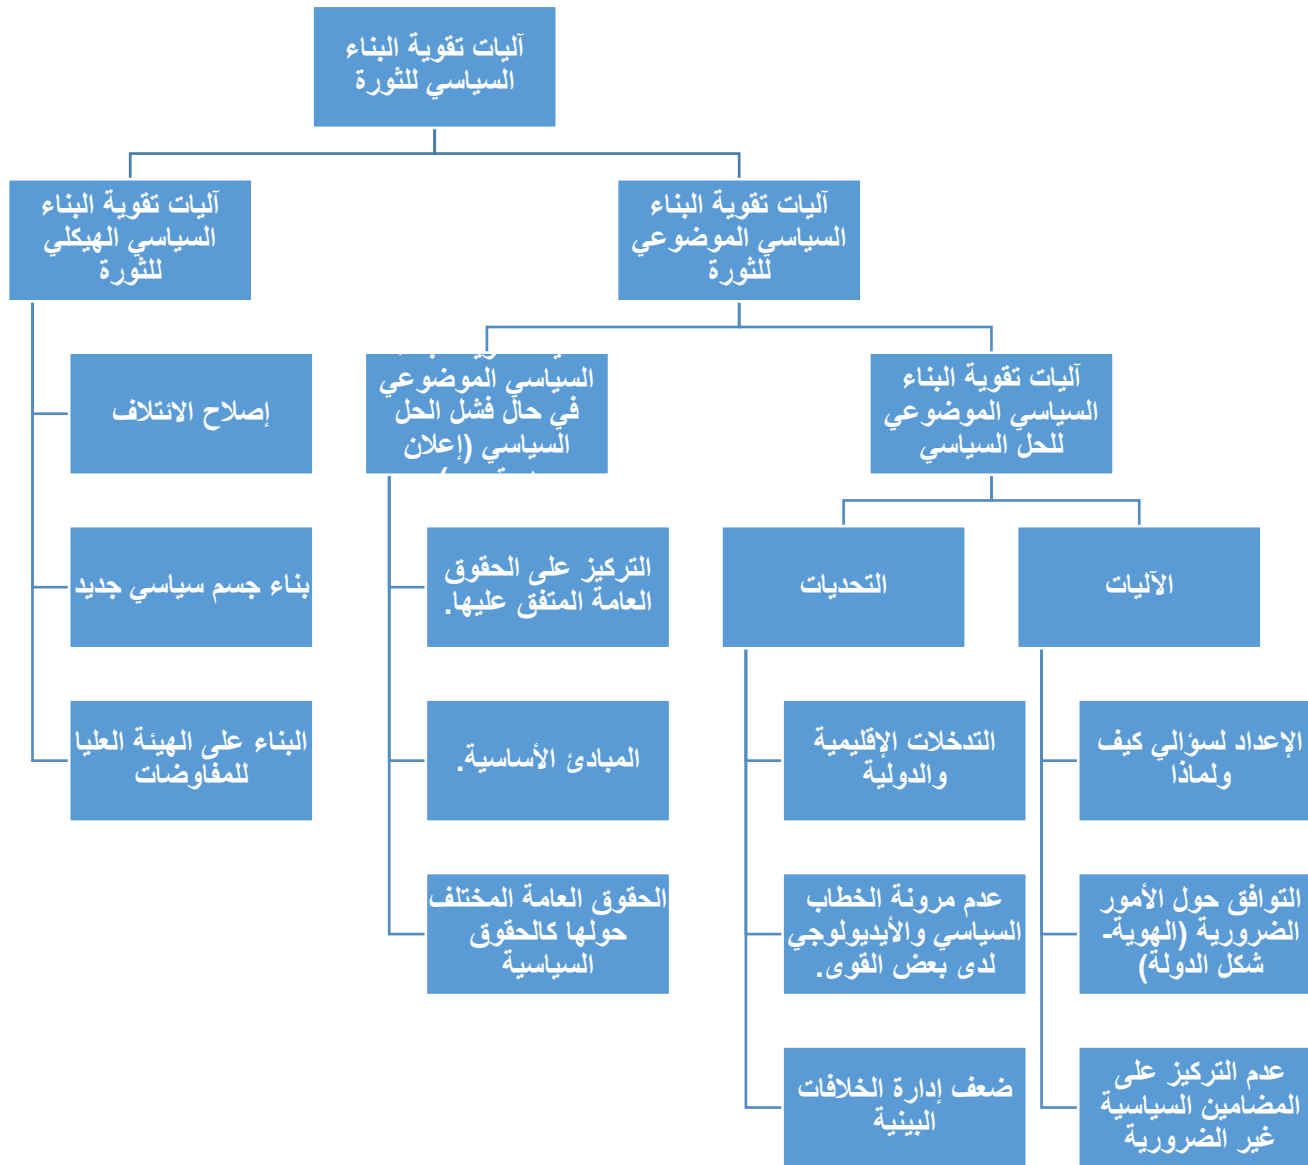 آليات تقوية البناء
السياسي للثورة
آليات تقوية البناء
السياسي الموضوعي
للثورة
آليات تقوية البناء
السياسي الهيكلي
للثورة
آليات تقوية البناء
السياسي الموضوعي
للحل السياسي
السياسي الموضوعي
في حال فشل الحل
السياسي (إعلان
إصلاح الائتلاف
الآليات
التحديات
التركيز على الحقوق
العامة المتفق عليها.
بناء جسم سياسي جديد
الإعداد لسؤالي كيف
ولماذا
التدخلات الإقليمية
والدولية
المبادئ الأساسية.
البناء على الهيئة العليا
للمفاوضات
التوافق حول الأمور
الضرورية (الهوية-
شكل الدولة)
عدم مرونة الخطاب
السياسي والأيديولوجي
لدى بعض القوى.
الحقوق العامة المختلف
حولها كالحقوق
السياسية
عدم التركيز على
المضامين السياسية
غير الضرورية
ضعف إدارة الخلافات
البينية